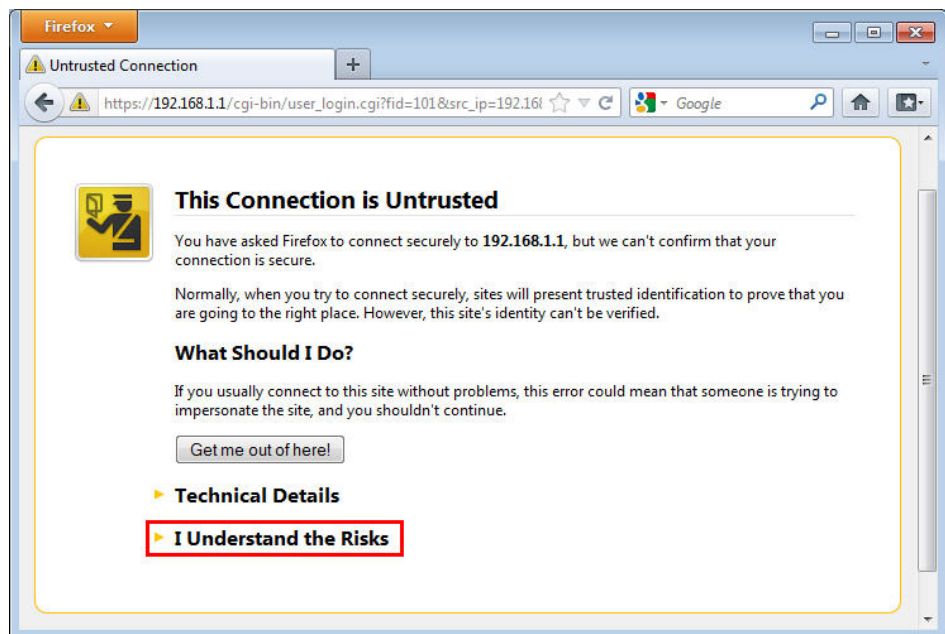 Firefox
Untrusted Connection
https://192.168.1.1/cgi-bin/user_login.cgi?fid=101&src_ip=192.16
Google
This Connection is Untrusted
You have asked Firefox to connect securely to 192.168.1.1, but we can't confirm that your
connection is secure.
Normally, when you try to connect securely, sites will present trusted identification to prove that you
are going to the right place. However, this site's identity can't be verified.
What Should I Do?
If you usually connect to this site without problems, this error could mean that someone is trying to
impersonate the site, and you shouldn't continue.
Get me out of here!
Technical Details
I Understand the Risks